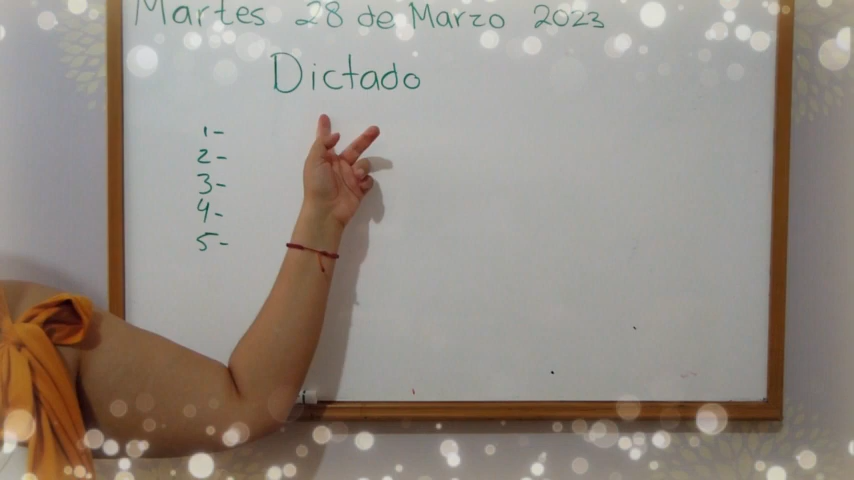 Martes 28 de Marzo 2023
Dictado
1-
2-
3-
4-
5-